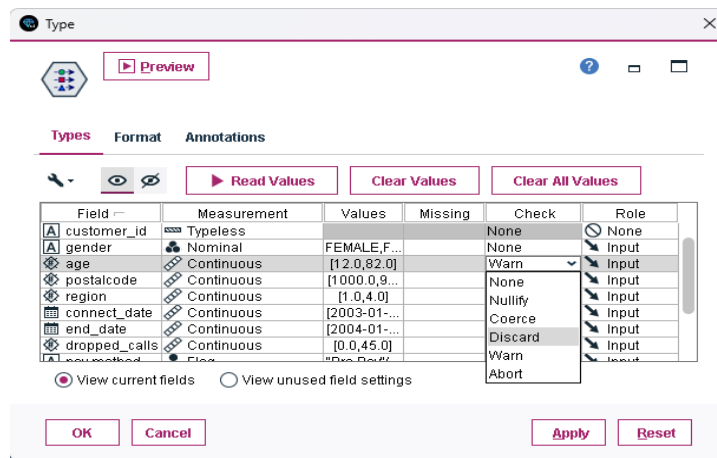 Type
Preview
?
Types Format Annotations
Read Values Clear Values Clear All Values
Field Measurement Values Missing Check Role
A customer_id Typeless None None
A gender Nominal FEMALE,F... None Input
age Continuous [12.0,82.0] Warn Input
postalcode Continuous [1000.0,9... Input
region Continuous [1.0,4.0] Input
connect_date Continuous [2003-01-... Input
end_date Continuous [2004-01-... Input
dropped_calls Continuous [0.0,45.0] Input
None
Nullify
Coerce
Discard
Warn
Abort
View current fields View unused field settings
OK Cancel Apply Reset